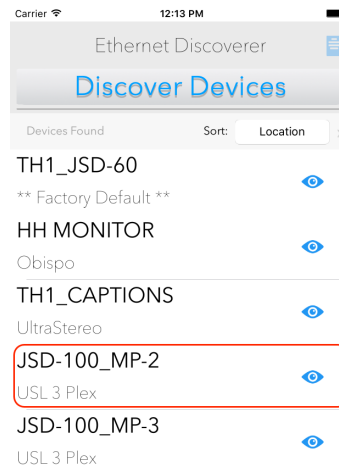 Carrier 12:13 PM
Ethernet Discoverer
Discover Devices
Devices Found Sort: Location
TH1_JSD-60
** Factory Default **
HH MONITOR
Obispo
TH1_CAPTIONS
UltraStereo
JSD-100_MP-2
USL 3 Plex
JSD-100_MP-3
USL 3 Plex